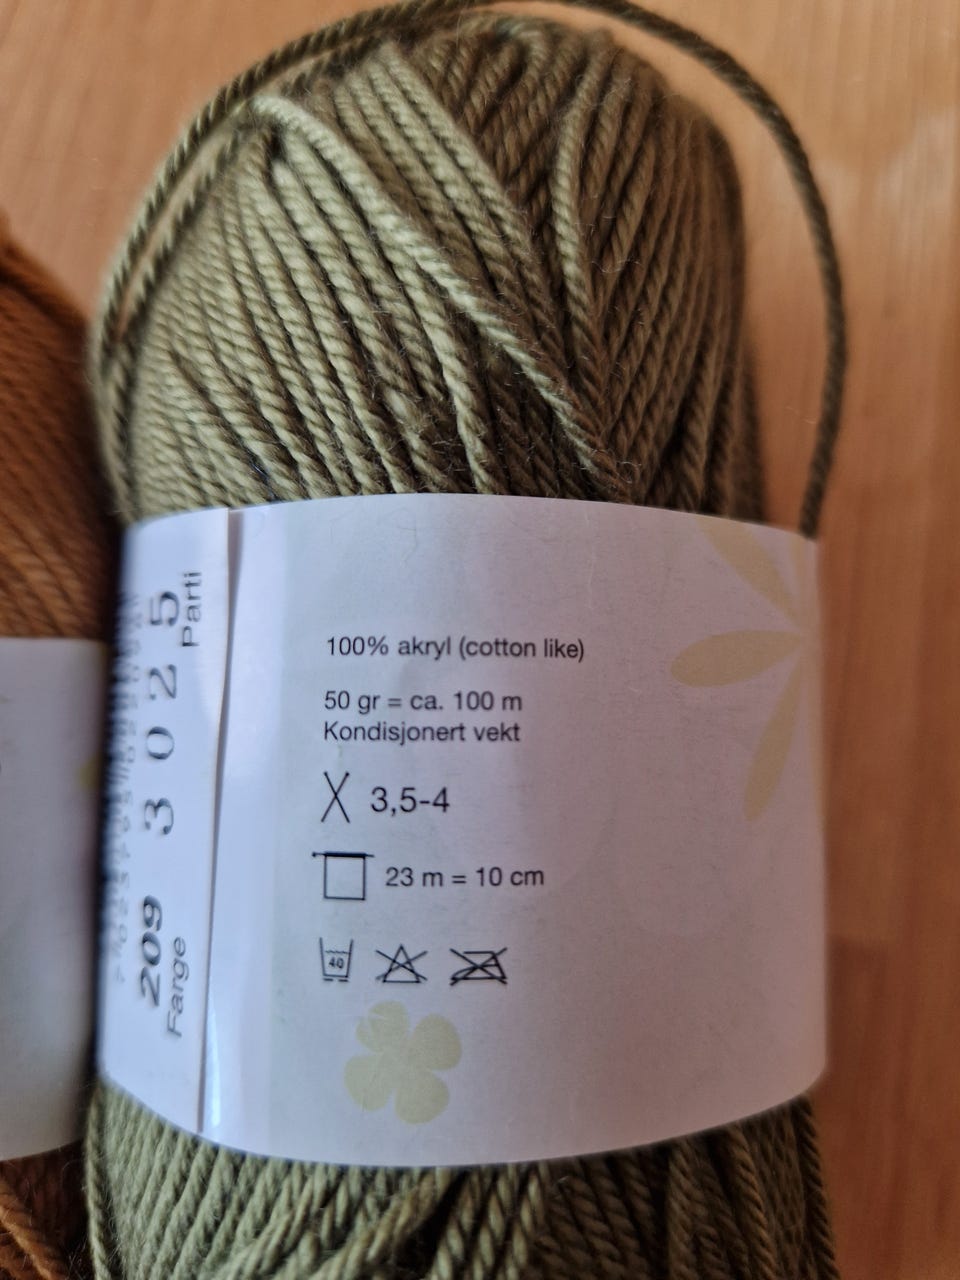 100% akryl (cotton like)
50 gr = ca. 100 m
Kondisjonert vekt
3,5-4
23 m = 10 cm
40
209 3025
Farge Parti